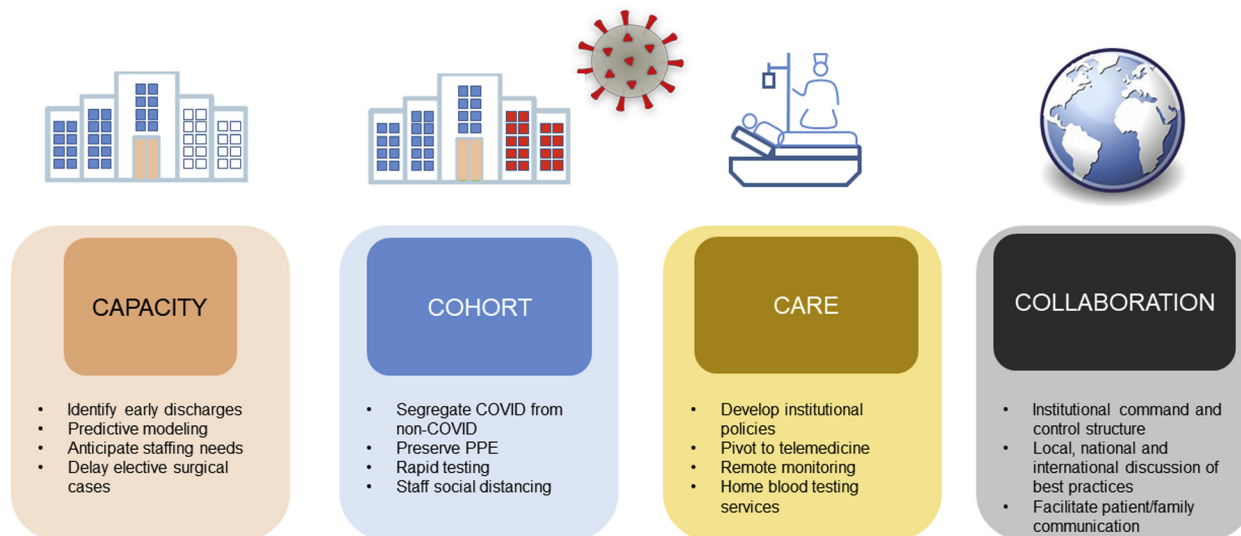 CAPACITY
• Identify early discharges
• Predictive modeling
• Anticipate staffing needs
• Delay elective surgical
cases
COHORT
• Segregate COVID from
non-COVID
• Preserve PPE
• Rapid testing
• Staff social distancing
CARE
• Develop institutional
policies
• Pivot to telemedicine
• Remote monitoring
• Home blood testing
services
COLLABORATION
• Institutional command and
control structure
• Local, national and
international discussion of
best practices
• Facilitate patient/family
communication